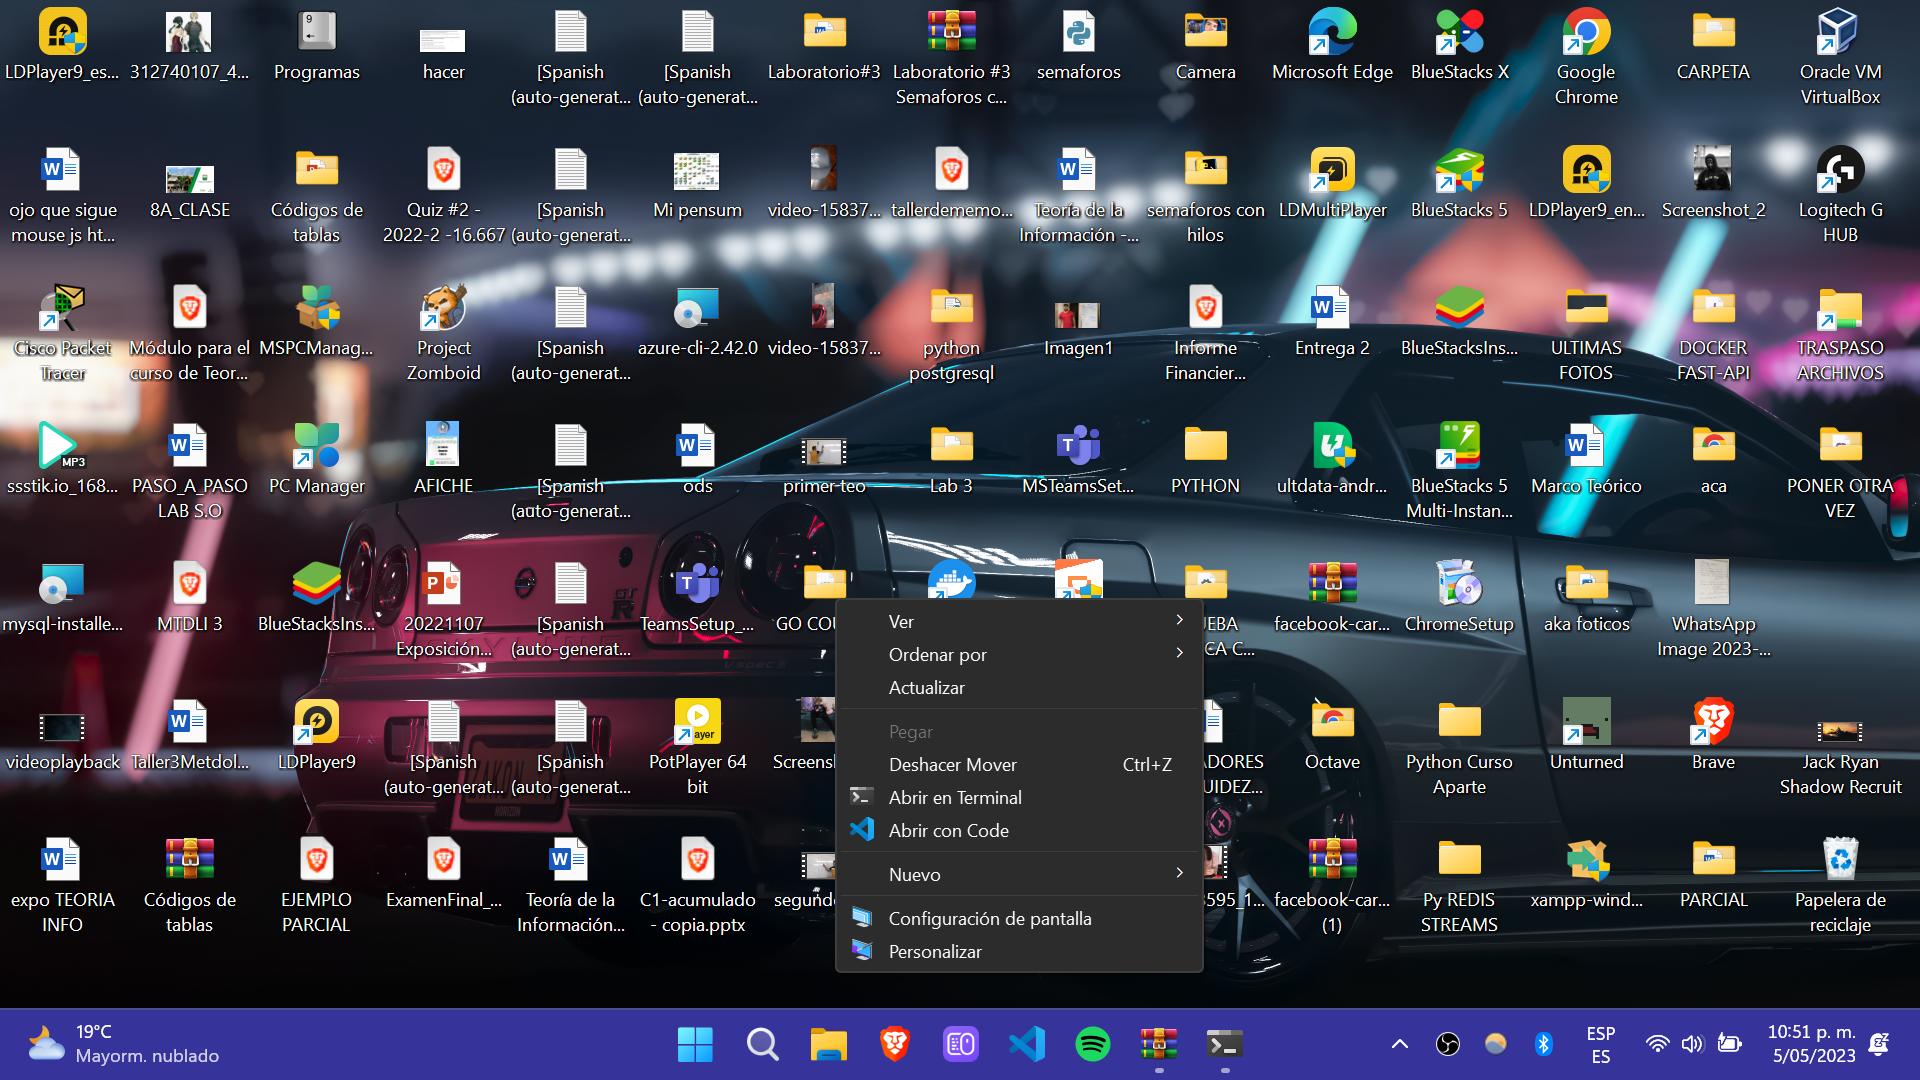 LDPlayer9_es...
312740107_4...
Programas
hacer
[Spanish
(auto-generat...
[Spanish
(auto-generat...
Laboratorio#3
Laboratorio #3
Semaforos c...
semaforos
Camera
Microsoft Edge
BlueStacks X
Google
Chrome
CARPETA
Oracle VM
VirtualBox
ojo que sigue
mouse js ht...
8A_CLASE
Códigos de
tablas
Quiz #2 -
2022-2 -16.667
[Spanish
(auto-generat...
Mi pensum
video-15837...
tallerdememo...
Teoría de la
Información -...
semaforos con
hilos
LDMultiPlayer
BlueStacks 5
LDPlayer9_en...
Screenshot_2
Logitech G
HUB
Cisco Packet
Tracer
Módulo para el
curso de Teor...
MSPCManag...
Project
Zomboid
[Spanish
(auto-generat...
azure-cli-2.42.0
video-15837...
python
postgresql
Imagen1
Informe
Financier...
Entrega 2
BlueStacksIns...
ULTIMAS
FOTOS
DOCKER
FAST-API
TRASPASO
ARCHIVOS
MP3
ssstik.io_168...
PASO_A_PASO
LAB S.O
PC Manager
AFICHE
[Spanish
(auto-generat...
ods
primer-teo
Lab 3
MSTeamsSet...
PYTHON
ultdata-andr...
BlueStacks 5
Multi-Instan...
Marco Teórico
aca
PONER OTRA
VEZ
mysql-installe...
MTDLI 3
BlueStacksIns...
20221107
Exposición...
[Spanish
(auto-generat...
TeamsSetup_...
GO COU
UEBA
CA C...
facebook-car...
ChromeSetup
aka foticos
WhatsApp
Image 2023-...
videoplayback
Taller3Metdol...
LDPlayer9
[Spanish
(auto-generat...
[Spanish
(auto-generat...
PotPlayer 64
bit
Screensh
ADORES
UIDEZ...
Octave
Python Curso
Aparte
Unturned
Brave
Jack Ryan
Shadow Recruit
expo TEORIA
INFO
Códigos de
tablas
EJEMPLO
PARCIAL
ExamenFinal_...
Teoría de la
Información...
C1-acumulado
- copia.pptx
segundo
595_1...
facebook-car...
(1)
Py REDIS
STREAMS
xampp-wind...
PARCIAL
Papelera de
reciclaje
Ver
Ordenar por
Actualizar
Pegar
Deshacer Mover Ctrl+Z
Abrir en Terminal
Abrir con Code
Nuevo
Configuración de pantalla
Personalizar
19°C
Mayorm. nublado
ESP
ES
10:51 p. m.
5/05/2023